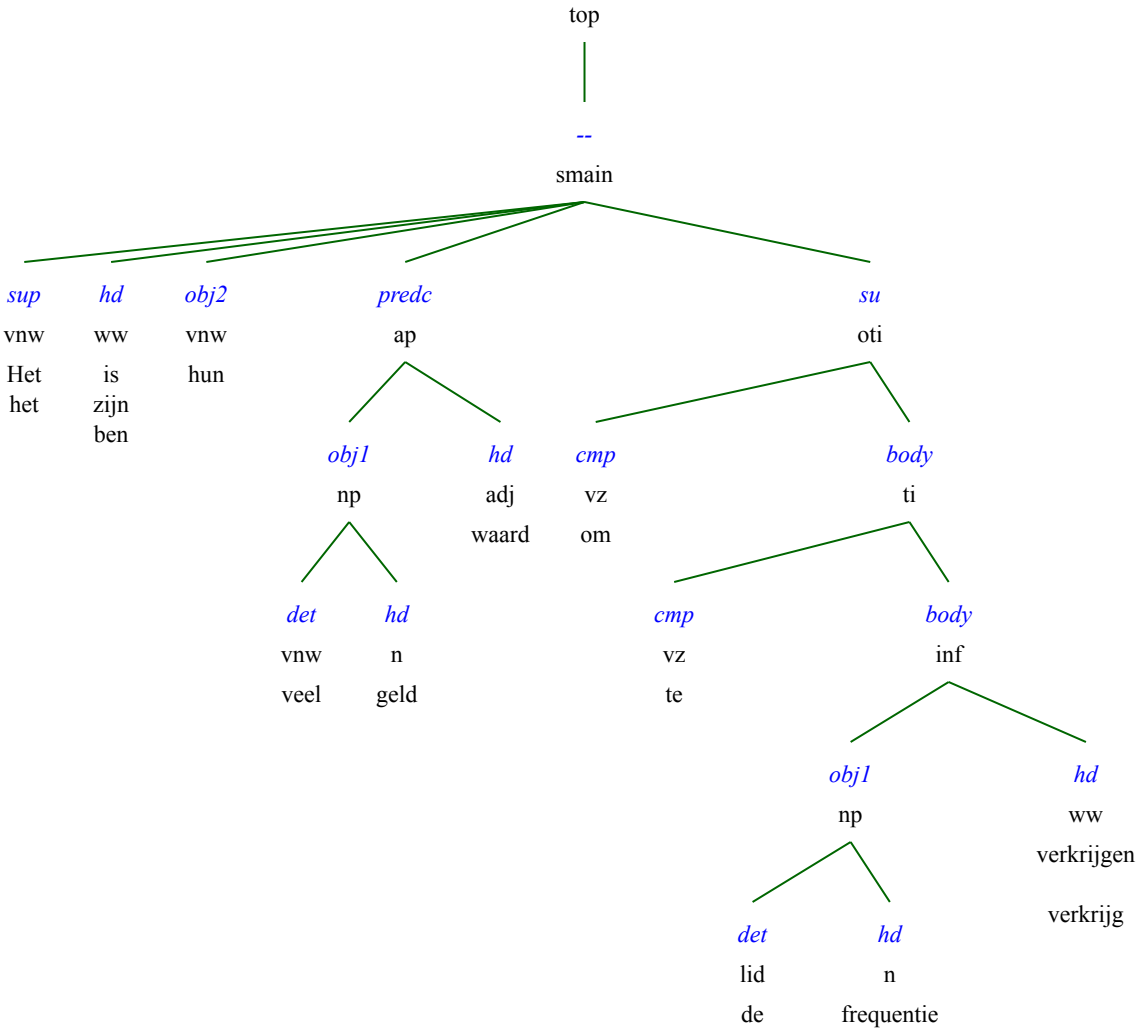 top
--
smain
sup hd obj2 predc su
vnw ww vnw ap oti
Het is hun
het zijn
ben
obj1 hd cmp body
np adj vz ti
waard om
det hd cmp body
vnw n vz inf
veel geld te
obj1 hd
np ww
verkrijgen
verkrijg
det hd
lid n
de frequentie